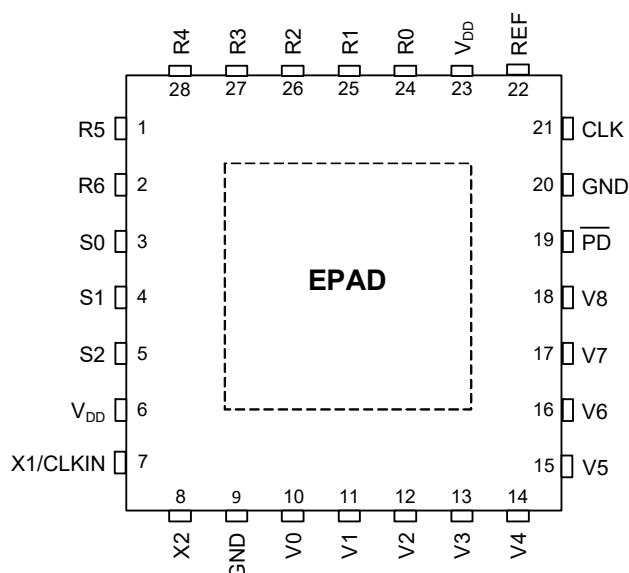 R4 R3 R2 R1 R0 VDD REF
28 27 26 25 24 23 22
R5 1 21 CLK
R6 2 20 GND
S0 3 19 PD
S1 4 EPAD 18 V8
S2 5 17 V7
VDD 6 16 V6
X1/CLKIN 7 15 V5
8 9 10 11 12 13 14
X2 GND V0 V1 V2 V3 V4